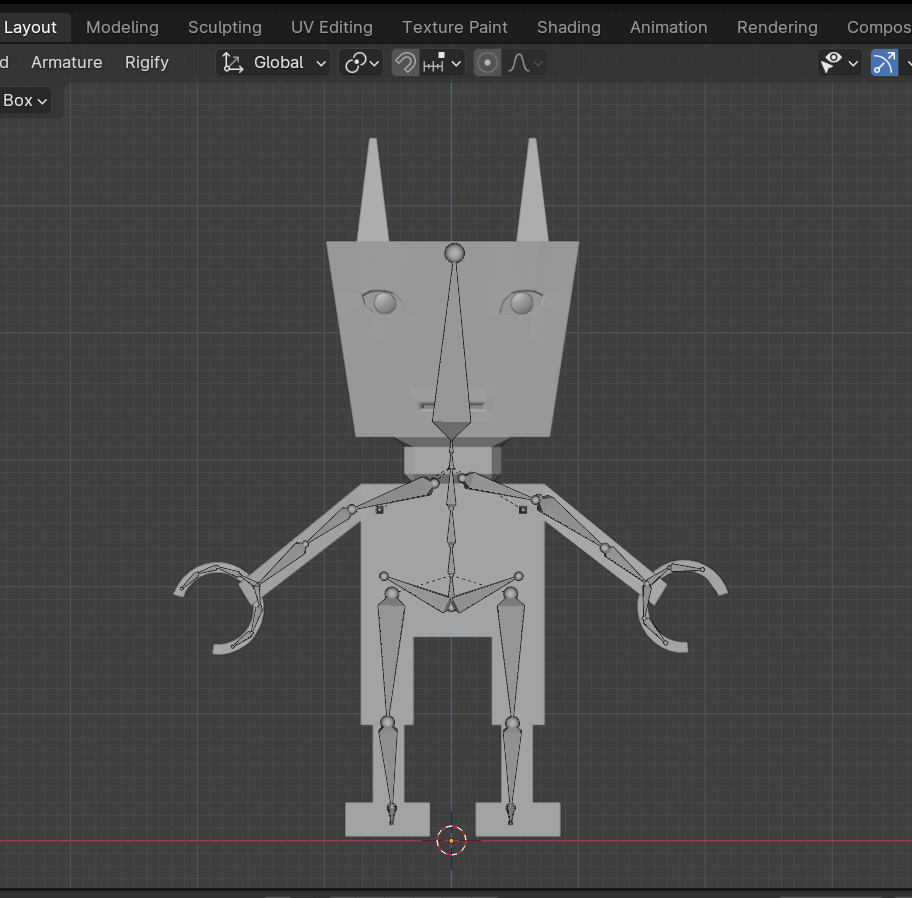 Layout Modeling Sculpting UV Editing Texture Paint Shading Animation Rendering Compos
d Armature Rigify Global
Box